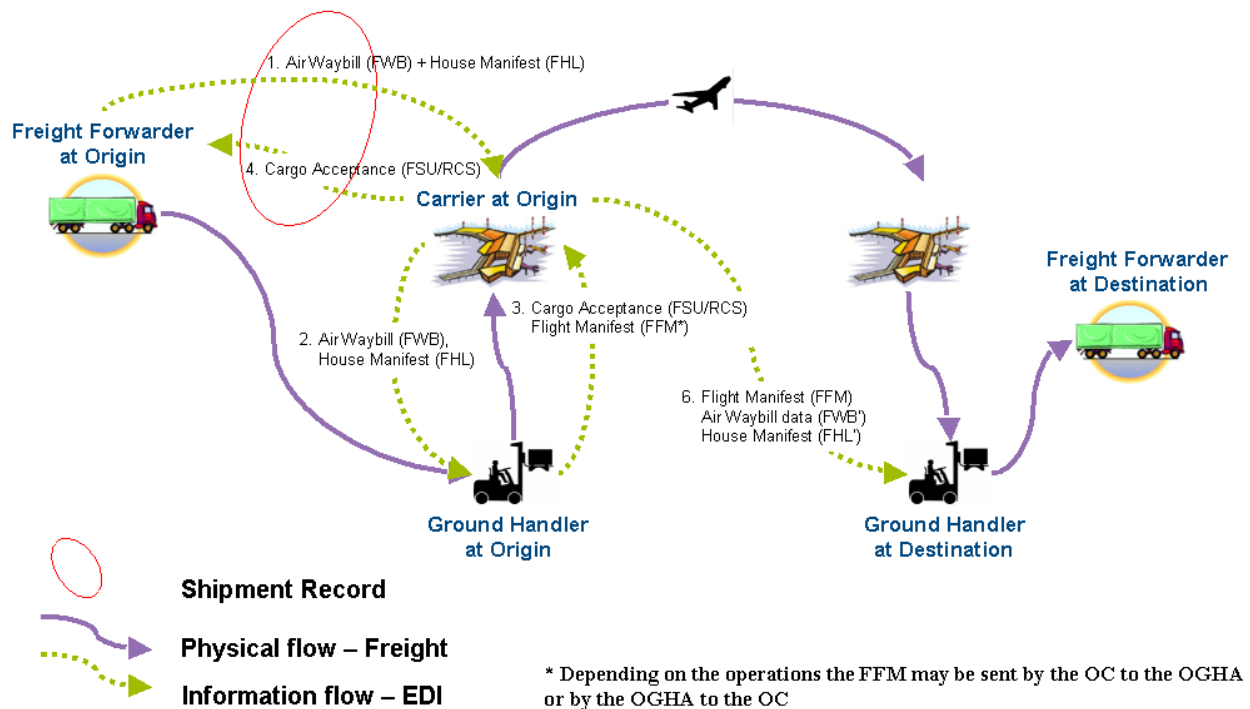 1. Air Waybill (FWB) + House Manifest (FHL)
Freight Forwarder
at Origin
4. Cargo Acceptance (FSU/RCS)
Carrier at Origin
Freight Forwarder
at Destination
3. Cargo Acceptance (FSU/RCS)
Flight Manifest (FFM*)
2. Air Waybill (FWB),
House Manifest (FHL)
6. Flight Manifest (FFM)
Air Waybill data (FWB')
House Manifest (FHL')
Ground Handler
at Origin
Ground Handler
at Destination
Shipment Record
Physical flow – Freight
Information flow – EDI
* Depending on the operations the FFM may be sent by the OC to the OGHA
or by the OGHA to the OC